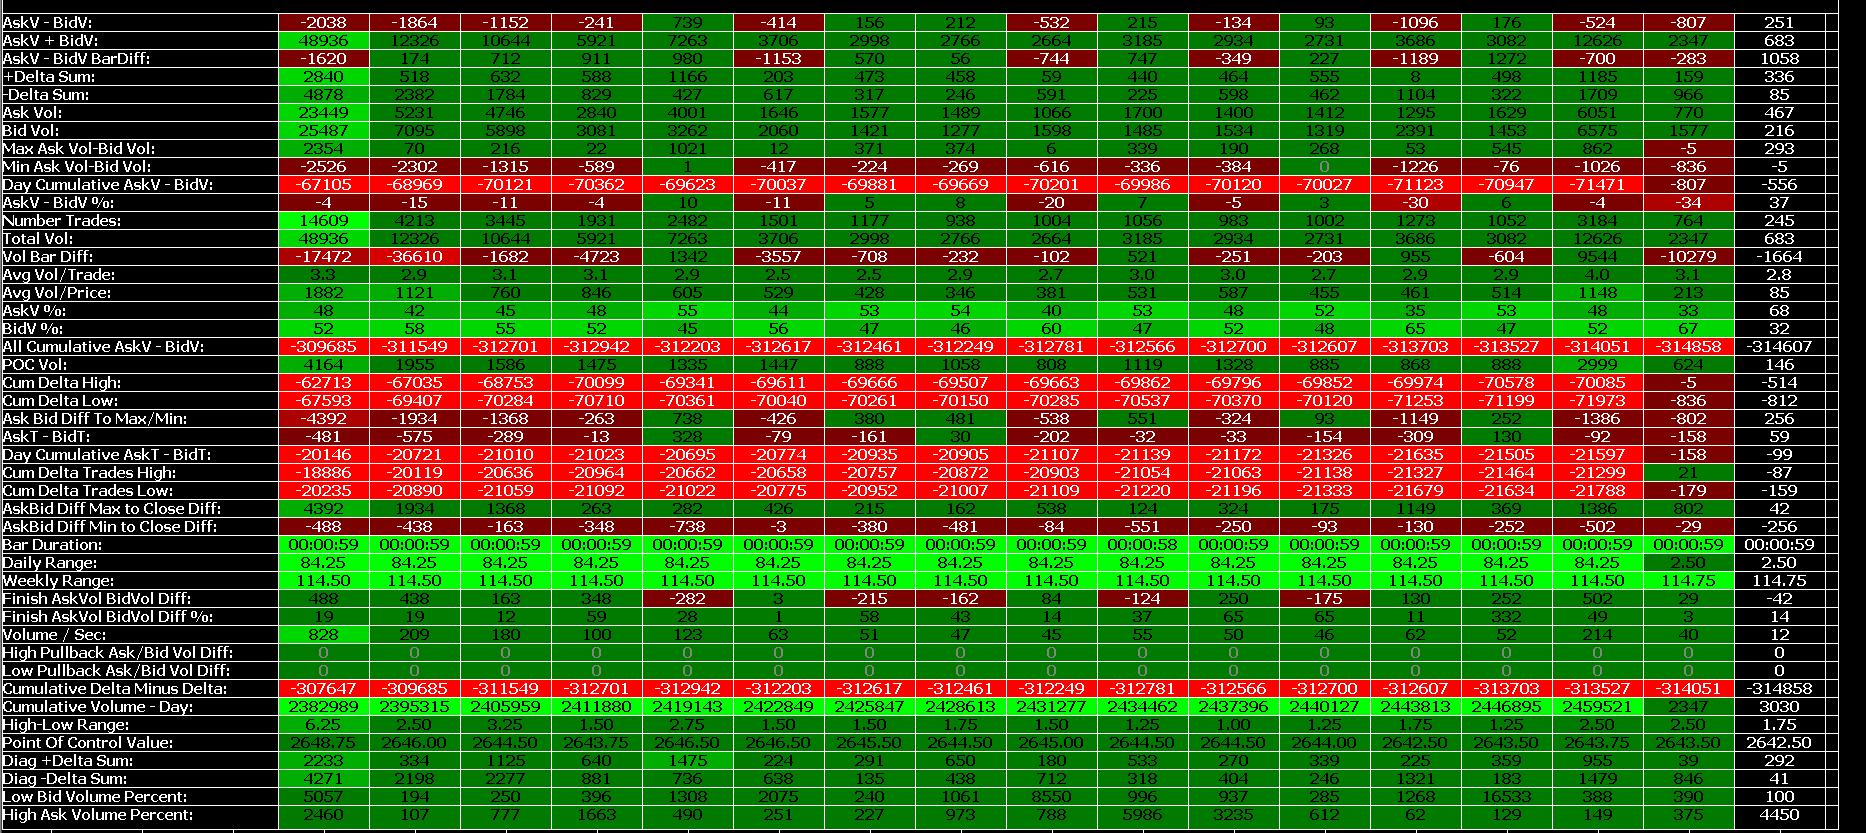 AskV - BidV: -2038 -1864 -1152 -241 739 -414 156 212 -532 215 -134 93 -1096 176 -524 -807 251
AskV + BidV: 48936 12326 10644 5921 7263 3706 2998 2766 2664 3185 2934 2731 3686 3082 12626 2347 683
AskV - BidV BarDiff: -1620 174 712 911 980 -1153 570 56 -744 747 -349 227 -1189 1272 -700 -283 1058
+Delta Sum: 2840 518 632 588 1166 203 473 458 59 440 464 555 8 498 1185 159 336
-Delta Sum: 4878 2382 1784 829 427 617 317 246 591 225 598 462 1104 322 1709 966 85
Ask Vol: 23449 5231 4746 2840 4001 1646 1577 1489 1066 1700 1400 1412 1295 1629 6051 770 467
Bid Vol: 25487 7095 5898 3081 3262 2060 1421 1277 1598 1485 1534 1319 2391 1453 6575 1577 216
Max Ask Vol-Bid Vol: 2354 70 216 22 1021 12 371 374 6 339 190 268 53 545 862 -5 293
Min Ask Vol-Bid Vol: -2526 -2302 -1315 -589 1 -417 -224 -269 -616 -336 -384 0 -1226 -76 -1026 -836 -5
Day Cumulative AskV - BidV: -67105 -68969 -70121 -70362 -69623 -70037 -69881 -69669 -70201 -69986 -70120 -70027 -71123 -70947 -71471 -807 -556
AskV - BidV %: -4 -15 -11 -4 10 -11 5 8 -20 7 -5 3 -30 6 -4 -34 37
Number Trades: 14609 4213 3445 1931 2482 1501 1177 938 1004 1056 983 1002 1273 1052 3184 764 245
Total Vol: 48936 12326 10644 5921 7263 3706 2998 2766 2664 3185 2934 2731 3686 3082 12626 2347 683
Vol Bar Diff: -17472 -36610 -1682 -4723 1342 -3557 -708 -232 -102 521 -251 -203 955 -604 9544 -10279 -1664
Avg Vol/Trade: 3.3 2.9 3.1 3.1 2.9 2.5 2.5 2.9 2.7 3.0 3.0 2.7 2.9 2.9 4.0 3.1 2.8
Avg Vol/Price: 1882 1121 760 846 605 529 428 346 381 531 587 455 461 514 1148 213 85
AskV %: 48 42 45 48 55 44 53 54 40 53 48 52 35 53 48 33 68
BidV %: 52 58 55 52 45 56 47 46 60 47 52 48 65 47 52 67 32
All Cumulative AskV - BidV: -309685 -311549 -312701 -312942 -312203 -312617 -312461 -312249 -312781 -312566 -312700 -312607 -313703 -313527 -314051 -314858 -314607
POC Vol: 4164 1955 1586 1475 1335 1447 888 1058 808 1119 1328 885 868 888 2999 624 146
Cum Delta High: -62713 -67035 -68753 -70099 -69341 -69611 -69666 -69507 -69663 -69862 -69796 -69852 -69974 -70578 -70085 -5 -514
Cum Delta Low: -67593 -69407 -70284 -70710 -70361 -70040 -70261 -70150 -70285 -70537 -70370 -70120 -71253 -71199 -71973 -836 -812
Ask Bid Diff To Max/Min: -4392 -1934 -1368 -263 738 -426 380 481 -538 551 -324 93 -1149 252 -1386 -802 256
AskT - BidT: -481 -575 -289 -13 328 -79 -161 30 -202 -32 -33 -154 -309 130 -92 -158 59
Day Cumulative AskT - BidT: -20146 -20721 -21010 -21023 -20695 -20774 -20935 -20905 -21107 -21139 -21172 -21326 -21635 -21505 -21597 -158 -99
Cum Delta Trades High: -18886 -20119 -20636 -20964 -20662 -20658 -20757 -20872 -20903 -21054 -21063 -21138 -21327 -21464 -21299 21 -87
Cum Delta Trades Low: -20235 -20890 -21059 -21092 -21022 -20775 -20952 -21007 -21109 -21220 -21196 -21333 -21679 -21634 -21788 -179 -159
AskBid Diff Max to Close Diff: 4392 1934 1368 263 282 426 215 162 538 124 324 175 1149 369 1386 802 42
AskBid Diff Min to Close Diff: -488 -438 -163 -348 -738 -3 -380 -481 -84 -551 -250 -93 -130 -252 -502 -29 -256
Bar Duration: 00:00:59 00:00:59 00:00:59 00:00:59 00:00:59 00:00:59 00:00:59 00:00:59 00:00:59 00:00:58 00:00:59 00:00:59 00:00:59 00:00:59 00:00:59 00:00:59 00:00:59
Daily Range: 84.25 84.25 84.25 84.25 84.25 84.25 84.25 84.25 84.25 84.25 84.25 84.25 84.25 84.25 84.25 2.50 2.50
Weekly Range: 114.50 114.50 114.50 114.50 114.50 114.50 114.50 114.50 114.50 114.50 114.50 114.50 114.50 114.50 114.50 114.75 114.75
Finish AskVol BidVol Diff: 488 438 163 348 -282 3 -215 -162 84 -124 250 -175 130 252 502 29 -42
Finish AskVol BidVol Diff %: 19 19 12 59 28 1 58 43 14 37 65 65 11 332 49 3 14
Volume / Sec: 828 209 180 100 123 63 51 47 45 55 50 46 62 52 214 40 12
High Pullback Ask/Bid Vol Diff: 0 0 0 0 0 0 0 0 0 0 0 0 0 0 0 0 0
Low Pullback Ask/Bid Vol Diff: 0 0 0 0 0 0 0 0 0 0 0 0 0 0 0 0 0
Cumulative Delta Minus Delta: -307647 -309685 -311549 -312701 -312942 -312203 -312617 -312461 -312249 -312781 -312566 -312700 -312607 -313703 -313527 -314051 -314858
Cumulative Volume - Day: 2382989 2395315 2405959 2411880 2419143 2422849 2425847 2428613 2431277 2434462 2437396 2440127 2443813 2446895 2459521 2347 3030
High-Low Range: 6.25 2.50 3.25 1.50 2.75 1.50 1.50 1.75 1.50 1.25 1.00 1.25 1.75 1.25 2.50 2.50 1.75
Point Of Control Value: 2648.75 2646.00 2644.50 2643.75 2646.50 2646.50 2645.50 2644.50 2645.00 2644.50 2644.50 2644.00 2642.50 2643.50 2643.75 2643.50 2642.50
Diag +Delta Sum: 2233 334 1125 640 1475 224 291 650 180 533 270 339 225 359 955 39 292
Diag -Delta Sum: 4271 2198 2277 881 736 638 135 438 712 318 404 246 1321 183 1479 846 41
Low Bid Volume Percent: 5057 194 250 396 1308 2075 240 1061 8550 996 937 285 1268 16533 388 390 100
High Ask Volume Percent: 2460 107 777 1663 490 251 227 973 788 5986 3235 612 62 129 149 375 4450